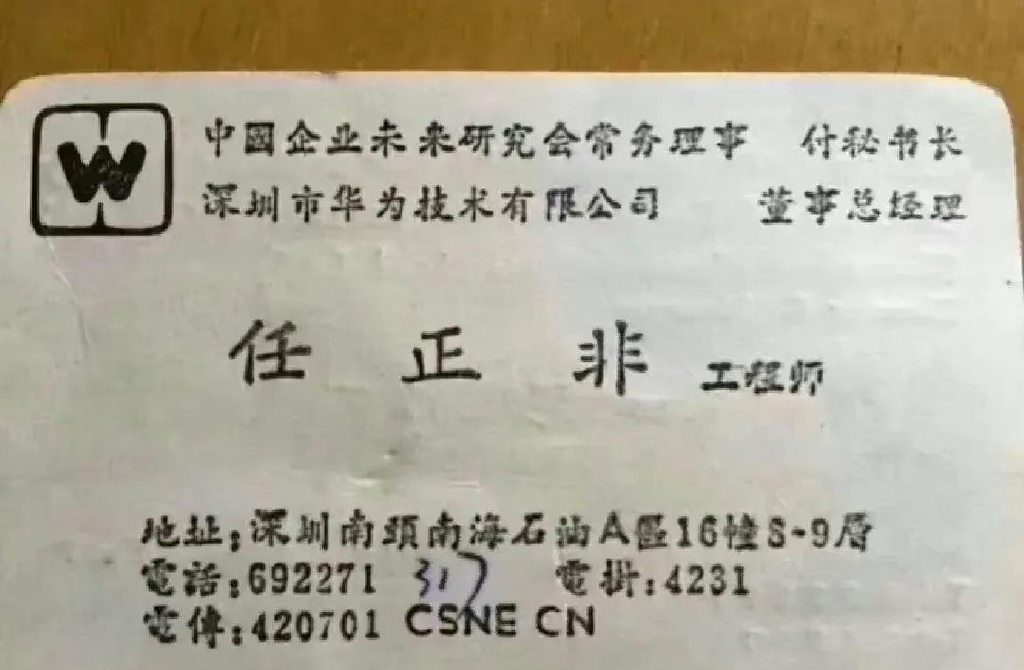 W
中國企业未来研究会常务理事 付秘书长
深圳市华为技术有限公司 董事总经理
任 正 非 工程师
地址:深圳南頭南海石油A區16幢8-9層
電話:692271 317 電掛:4231
電傳:420701 CSNE CN